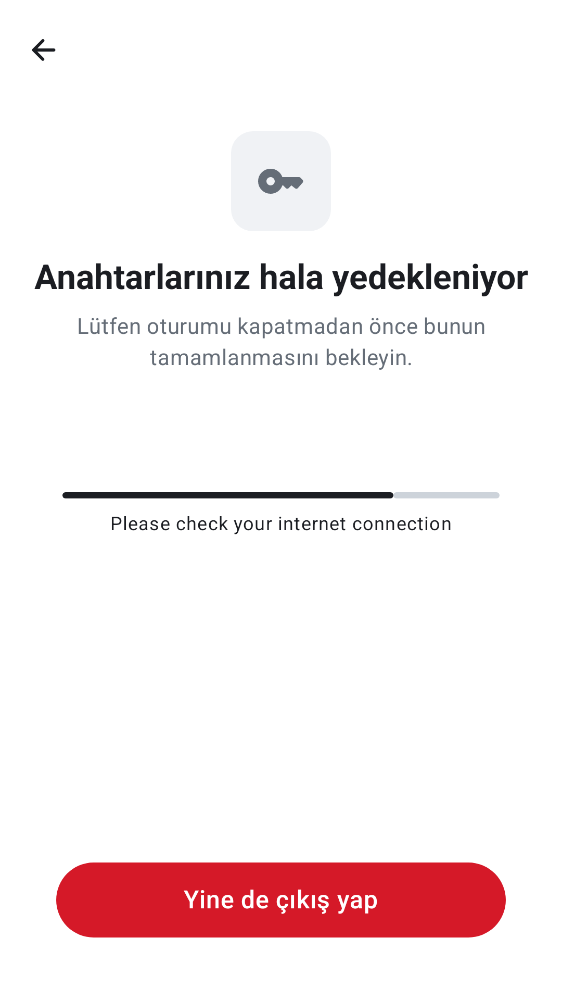 Anahtarlarınız hala yedekleniyor
Lütfen oturumu kapatmadan önce bunun
tamamlanmasını bekleyin.
Please check your internet connection
Yine de çıkış yap